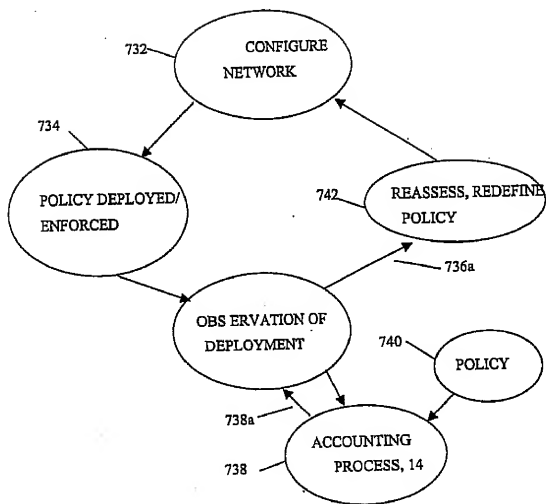 732
CONFIGURE
NETWORK
734
POLICY DEPLOYED/
ENFORCED
742
REASSESS, REDEFINE
POLICY
736a
OBS ERVATION OF
DEPLOYMENT
740
POLICY
738a
738
ACCOUNTING
PROCESS, 14